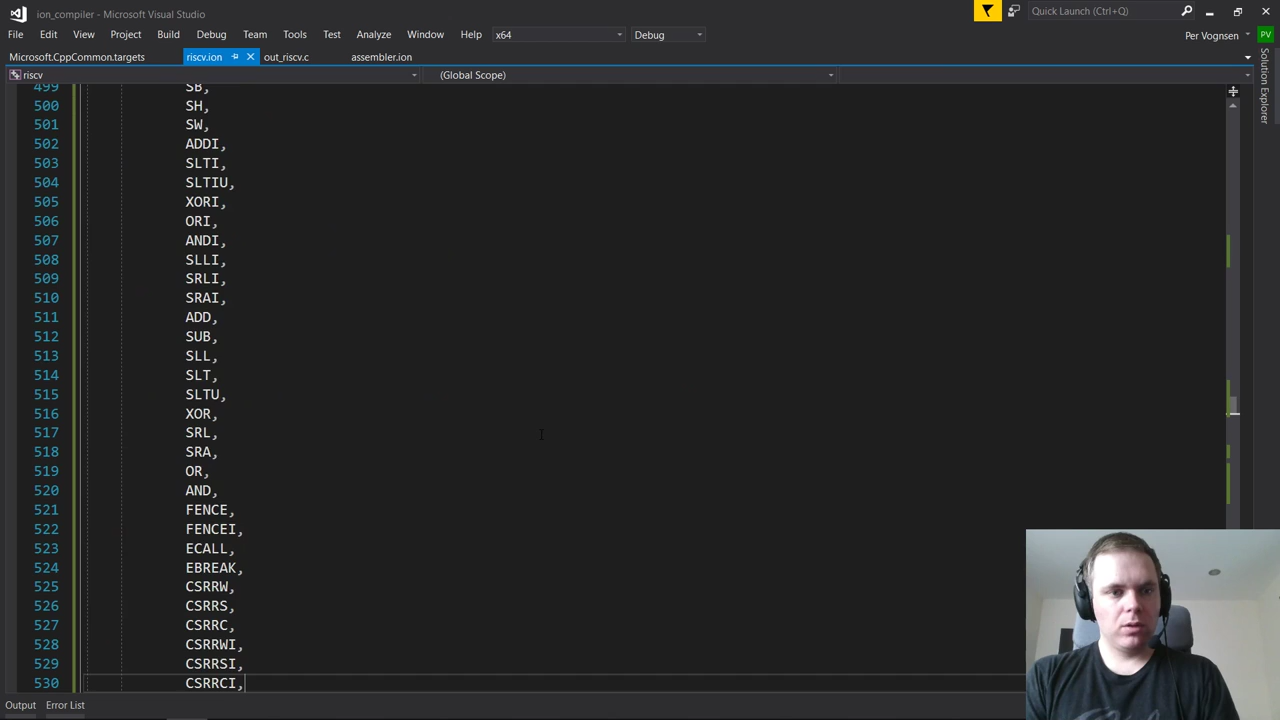 ion_compiler - Microsoft Visual Studio
Quick Launch (Ctrl+Q)
File Edit View Project Build Debug Team Tools Test Analyze Window Help x64 Debug Per Vognsen PV
Microsoft.CppCommon.targets riscv.ion out_riscv.c assembler.ion
riscv (Global Scope)
Solution Explorer
499 SB,
500 SH,
501 SW,
502 ADDI,
503 SLTI,
504 SLTIU,
505 XORI,
506 ORI,
507 ANDI,
508 SLLI,
509 SRLI,
510 SRAI,
511 ADD,
512 SUB,
513 SLL,
514 SLT,
515 SLTU,
516 XOR,
517 SRL,
518 SRA,
519 OR,
520 AND,
521 FENCE,
522 FENCEI,
523 ECALL,
524 EBREAK,
525 CSRRW,
526 CSRRS,
527 CSRRC,
528 CSRRWI,
529 CSRRSI,
530 CSRRCI,
Output Error List